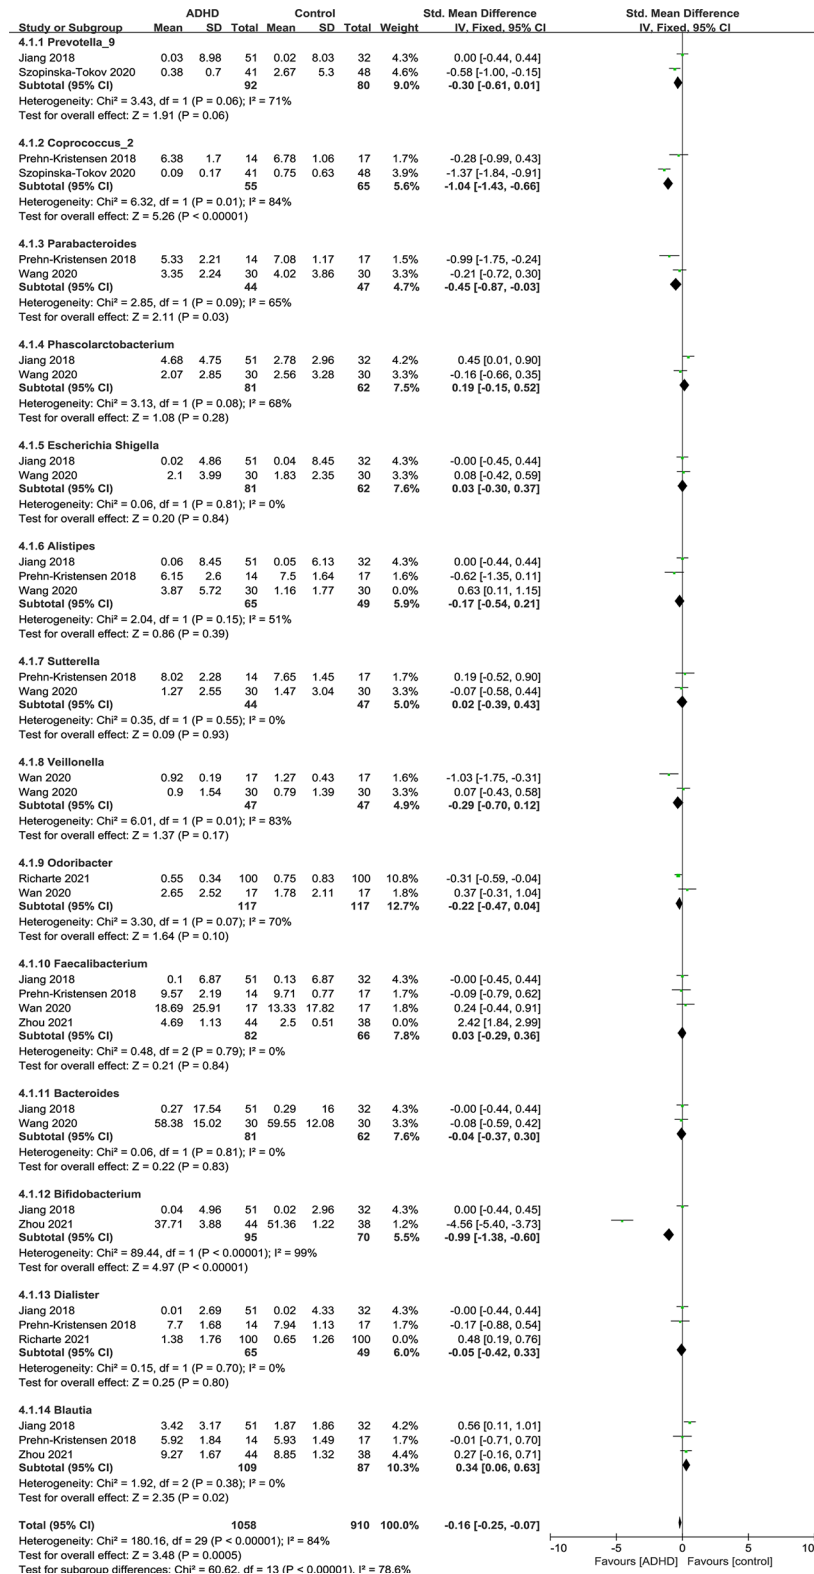 ADHD Control Std. Mean Difference Std. Mean Difference
Study or Subgroup Mean SD Total Mean SD Total Weight IV, Fixed, 95% CI IV, Fixed, 95% CI
4.1.1 Prevotella_9
Jiang 2018 0.03 8.98 51 0.02 8.03 32 4.3% 0.00 [-0.44, 0.44]
Szopinska-Tokov 2020 0.38 0.7 41 2.67 5.3 48 4.6% -0.58 [-1.00, -0.15]
Subtotal (95% CI) 92 80 9.0% -0.30 [-0.61, 0.01]
Heterogeneity: Chi² = 3.43, df = 1 (P = 0.06); I² = 71%
Test for overall effect: Z = 1.91 (P = 0.06)
4.1.2 Coprococcus_2
Prehn-Kristensen 2018 6.38 1.7 14 6.78 1.06 17 1.7% -0.28 [-0.99, 0.43]
Szopinska-Tokov 2020 0.09 0.17 41 0.75 0.63 48 3.9% -1.37 [-1.84, -0.91]
Subtotal (95% CI) 55 65 5.6% -1.04 [-1.43, -0.66]
Heterogeneity: Chi² = 6.32, df = 1 (P = 0.01); I² = 84%
Test for overall effect: Z = 5.26 (P < 0.00001)
4.1.3 Parabacteroides
Prehn-Kristensen 2018 5.33 2.21 14 7.08 1.17 17 1.5% -0.99 [-1.75, -0.24]
Wang 2020 3.35 2.24 30 4.02 3.86 30 3.3% -0.21 [-0.72, 0.30]
Subtotal (95% CI) 44 47 4.7% -0.45 [-0.87, -0.03]
Heterogeneity: Chi² = 2.85, df = 1 (P = 0.09); I² = 65%
Test for overall effect: Z = 2.11 (P = 0.03)
4.1.4 Phascolarctobacterium
Jiang 2018 4.68 4.75 51 2.78 2.96 32 4.2% 0.45 [0.01, 0.90]
Wang 2020 2.07 2.85 30 2.56 3.28 30 3.3% -0.16 [-0.66, 0.35]
Subtotal (95% CI) 81 62 7.5% 0.19 [-0.15, 0.52]
Heterogeneity: Chi² = 3.13, df = 1 (P = 0.08); I² = 68%
Test for overall effect: Z = 1.08 (P = 0.28)
4.1.5 Escherichia Shigella
Jiang 2018 0.02 4.86 51 0.04 8.45 32 4.3% -0.00 [-0.45, 0.44]
Wang 2020 2.1 3.99 30 1.83 2.35 30 3.3% 0.08 [-0.42, 0.59]
Subtotal (95% CI) 81 62 7.6% 0.03 [-0.30, 0.37]
Heterogeneity: Chi² = 0.06, df = 1 (P = 0.81); I² = 0%
Test for overall effect: Z = 0.20 (P = 0.84)
4.1.6 Alistipes
Jiang 2018 0.06 8.45 51 0.05 6.13 32 4.3% 0.00 [-0.44, 0.44]
Prehn-Kristensen 2018 6.15 2.6 14 7.5 1.64 17 1.6% -0.62 [-1.35, 0.11]
Wang 2020 3.87 5.72 30 1.16 1.77 30 0.0% 0.63 [0.11, 1.15]
Subtotal (95% CI) 65 49 5.9% -0.17 [-0.54, 0.21]
Heterogeneity: Chi² = 2.04, df = 1 (P = 0.15); I² = 51%
Test for overall effect: Z = 0.86 (P = 0.39)
4.1.7 Sutterella
Prehn-Kristensen 2018 8.02 2.28 14 7.65 1.45 17 1.7% 0.19 [-0.52, 0.90]
Wang 2020 1.27 2.55 30 1.47 3.04 30 3.3% -0.07 [-0.58, 0.44]
Subtotal (95% CI) 44 47 5.0% 0.02 [-0.39, 0.43]
Heterogeneity: Chi² = 0.35, df = 1 (P = 0.55); I² = 0%
Test for overall effect: Z = 0.09 (P = 0.93)
4.1.8 Veillonella
Wan 2020 0.92 0.19 17 1.27 0.43 17 1.6% -1.03 [-1.75, -0.31]
Wang 2020 0.9 1.54 30 0.79 1.39 30 3.3% 0.07 [-0.43, 0.58]
Subtotal (95% CI) 47 47 4.9% -0.29 [-0.70, 0.12]
Heterogeneity: Chi² = 6.01, df = 1 (P = 0.01); I² = 83%
Test for overall effect: Z = 1.37 (P = 0.17)
4.1.9 Odoribacter
Richarte 2021 0.55 0.34 100 0.75 0.83 100 10.8% -0.31 [-0.59, -0.04]
Wan 2020 2.65 2.52 17 1.78 2.11 17 1.8% 0.37 [-0.31, 1.04]
Subtotal (95% CI) 117 117 12.7% -0.22 [-0.47, 0.04]
Heterogeneity: Chi² = 3.30, df = 1 (P = 0.07); I² = 70%
Test for overall effect: Z = 1.64 (P = 0.10)
4.1.10 Faecalibacterium
Jiang 2018 0.1 6.87 51 0.13 6.87 32 4.3% -0.00 [-0.45, 0.44]
Prehn-Kristensen 2018 9.57 2.19 14 9.71 0.77 17 1.7% -0.09 [-0.79, 0.62]
Wan 2020 18.69 25.91 17 13.33 17.82 17 1.8% 0.24 [-0.44, 0.91]
Zhou 2021 4.69 1.13 44 2.5 0.51 38 0.0% 2.42 [1.84, 2.99]
Subtotal (95% CI) 82 66 7.8% 0.03 [-0.29, 0.36]
Heterogeneity: Chi² = 0.48, df = 2 (P = 0.79); I² = 0%
Test for overall effect: Z = 0.21 (P = 0.84)
4.1.11 Bacteroides
Jiang 2018 0.27 17.54 51 0.29 16 32 4.3% -0.00 [-0.44, 0.44]
Wang 2020 58.38 15.02 30 59.55 12.08 30 3.3% -0.08 [-0.59, 0.42]
Subtotal (95% CI) 81 62 7.6% -0.04 [-0.37, 0.30]
Heterogeneity: Chi² = 0.06, df = 1 (P = 0.81); I² = 0%
Test for overall effect: Z = 0.22 (P = 0.83)
4.1.12 Bifidobacterium
Jiang 2018 0.04 4.96 51 0.02 2.96 32 4.3% 0.00 [-0.44, 0.45]
Zhou 2021 37.71 3.88 44 51.36 1.22 38 1.2% -4.56 [-5.40, -3.73]
Subtotal (95% CI) 95 70 5.5% -0.99 [-1.38, -0.60]
Heterogeneity: Chi² = 89.44, df = 1 (P < 0.00001); I² = 99%
Test for overall effect: Z = 4.97 (P < 0.00001)
4.1.13 Dialister
Jiang 2018 0.01 2.69 51 0.02 4.33 32 4.3% -0.00 [-0.44, 0.44]
Prehn-Kristensen 2018 7.7 1.68 14 7.94 1.13 17 1.7% -0.17 [-0.88, 0.54]
Richarte 2021 1.38 1.76 100 0.65 1.26 100 0.0% 0.48 [0.19, 0.76]
Subtotal (95% CI) 65 49 6.0% -0.05 [-0.42, 0.33]
Heterogeneity: Chi² = 0.15, df = 1 (P = 0.70); I² = 0%
Test for overall effect: Z = 0.25 (P = 0.80)
4.1.14 Blautia
Jiang 2018 3.42 3.17 51 1.87 1.86 32 4.2% 0.56 [0.11, 1.01]
Prehn-Kristensen 2018 5.92 1.84 14 5.93 1.49 17 1.7% -0.01 [-0.71, 0.70]
Zhou 2021 9.27 1.67 44 8.85 1.32 38 4.4% 0.27 [-0.16, 0.71]
Subtotal (95% CI) 109 87 10.3% 0.34 [0.06, 0.63]
Heterogeneity: Chi² = 1.92, df = 2 (P = 0.38); I² = 0%
Test for overall effect: Z = 2.35 (P = 0.02)
Total (95% CI) 1058 910 100.0% -0.16 [-0.25, -0.07]
Heterogeneity: Chi² = 180.16, df = 29 (P < 0.00001); I² = 84%
Test for overall effect: Z = 3.48 (P = 0.0005)
Test for subgroup differences: Chi² = 60.62, df = 13 (P < 0.00001), I² = 78.6%
-10 -5 0 5 10
Favours [ADHD] Favours [control]